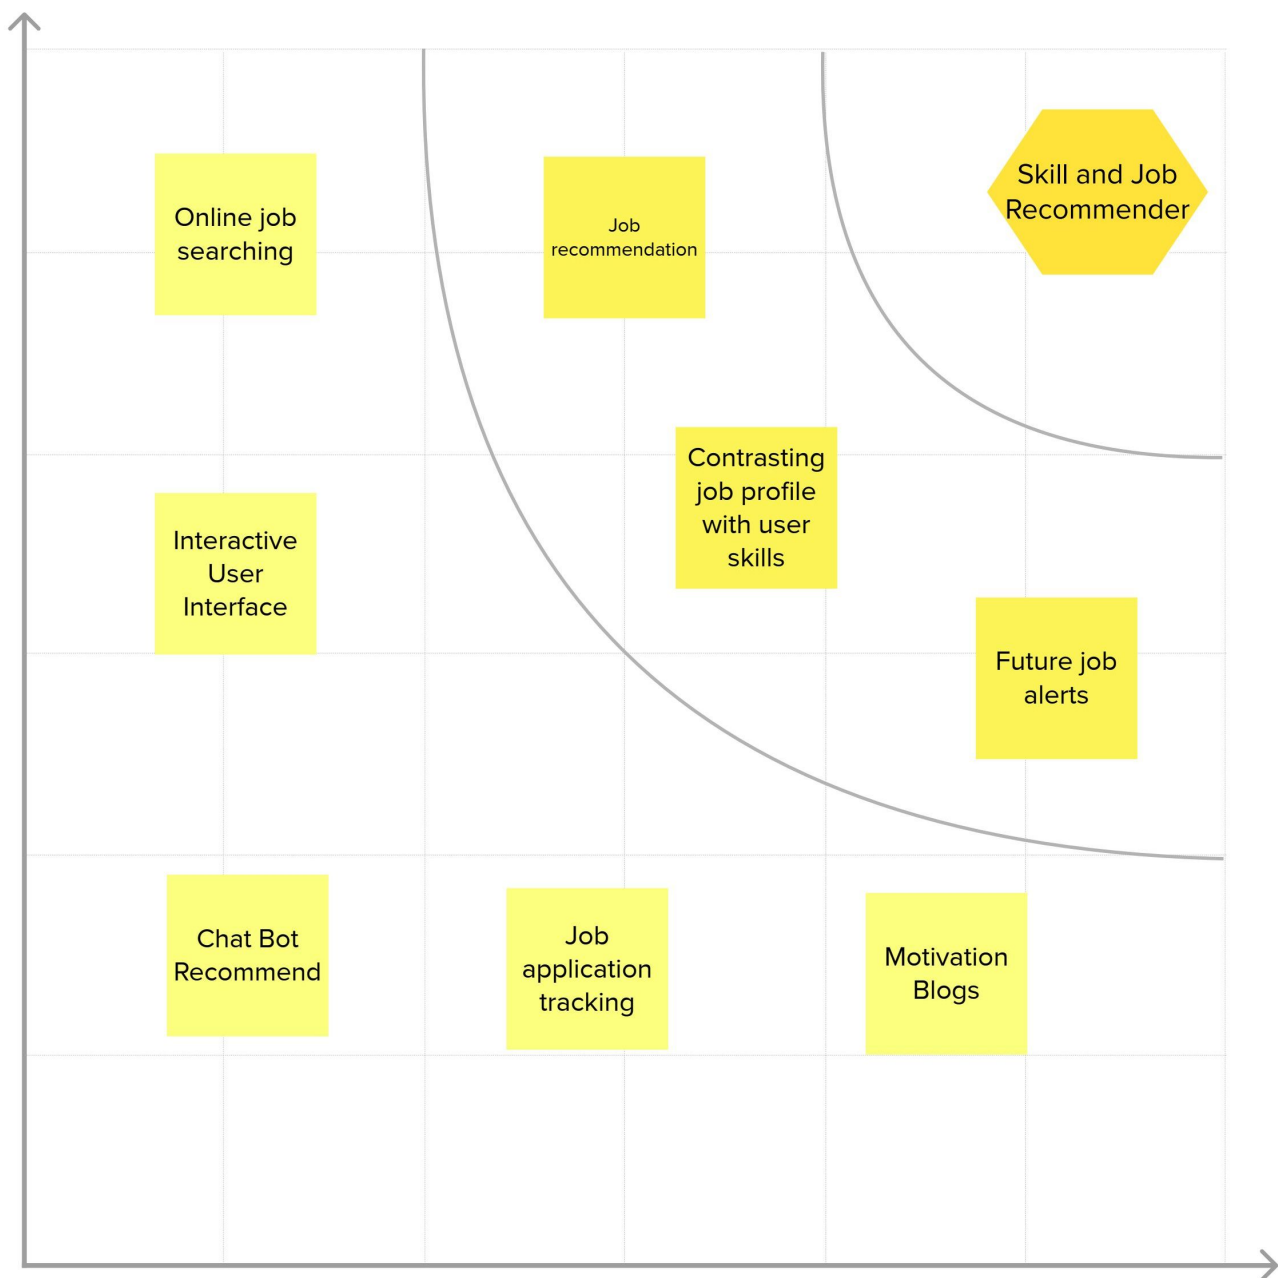 Skill and Job
Recommender
Online job
searching
Job
recommendation
Contrasting
job profile
with user
skills
Interactive
User
Interface
Future job
alerts
Chat Bot
Recommend
Job
application
tracking
Motivation
Blogs